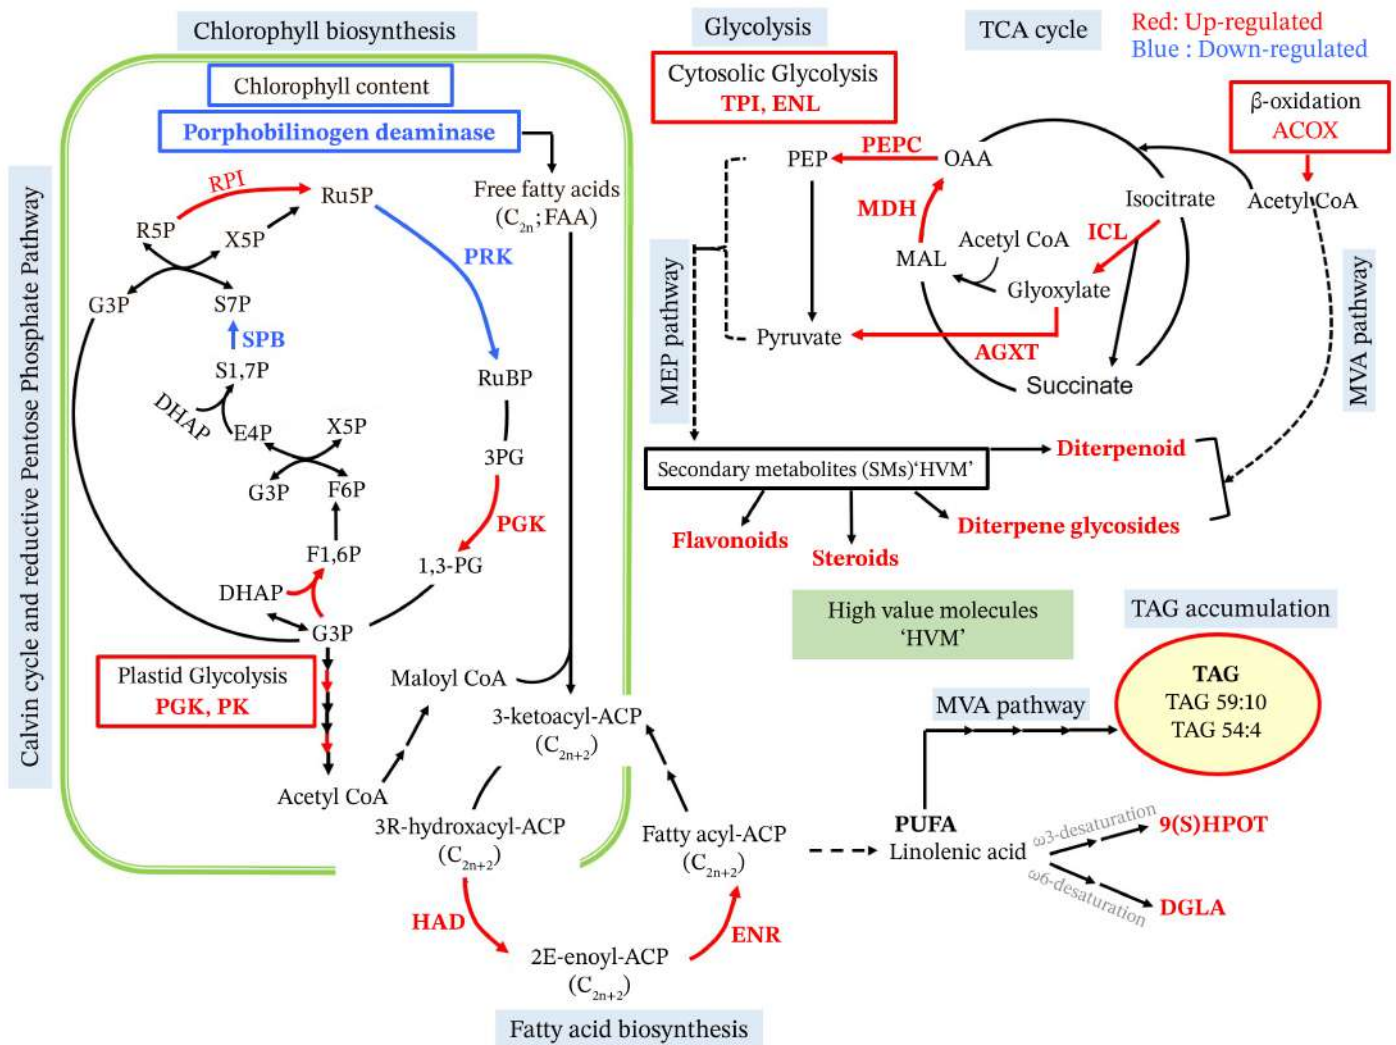 Chlorophyll biosynthesis
Glycolysis
TCA cycle
Red: Up-regulated
Blue : Down-regulated
Chlorophyll content
Porphobilinogen deaminase
Cytosolic Glycolysis
TPI, ENL
β-oxidation
ACOX
Calvin cycle and reductive Pentose Phosphate Pathway
RPI
Ru5P
R5P
X5P
G3P
S7P
SPB
S1,7P
DHAP
E4P
X5P
G3P
F6P
F1,6P
DHAP
G3P
PRK
RuBP
3PG
PGK
1,3-PG
Free fatty acids
(C2n;FAA)
Plastid Glycolysis
PGK, PK
Acetyl CoA
Maloyl CoA
3-ketoacyl-ACP
(C2n+2)
3R-hydroxacyl-ACP
(C2n+2)
Fatty acyl-ACP
(C2n+2)
HAD
ENR
2E-enoyl-ACP
(C2n+2)
Fatty acid biosynthesis
PEP
PEPC
OAA
MDH
MAL
Acetyl CoA
Glyoxylate
ICL
Isocitrate
Acetyl CoA
Pyruvate
AGXT
Succinate
MEP pathway
MVA pathway
Secondary metabolites (SMs)‘HVM’
Diterpenoid
Diterpene glycosides
Flavonoids
Steroids
High value molecules
‘HVM’
TAG accumulation
TAG
TAG 59:10
TAG 54:4
MVA pathway
PUFA
Linolenic acid
ω3-desaturation
9(S)HPOT
ω6-desaturation
DGLA